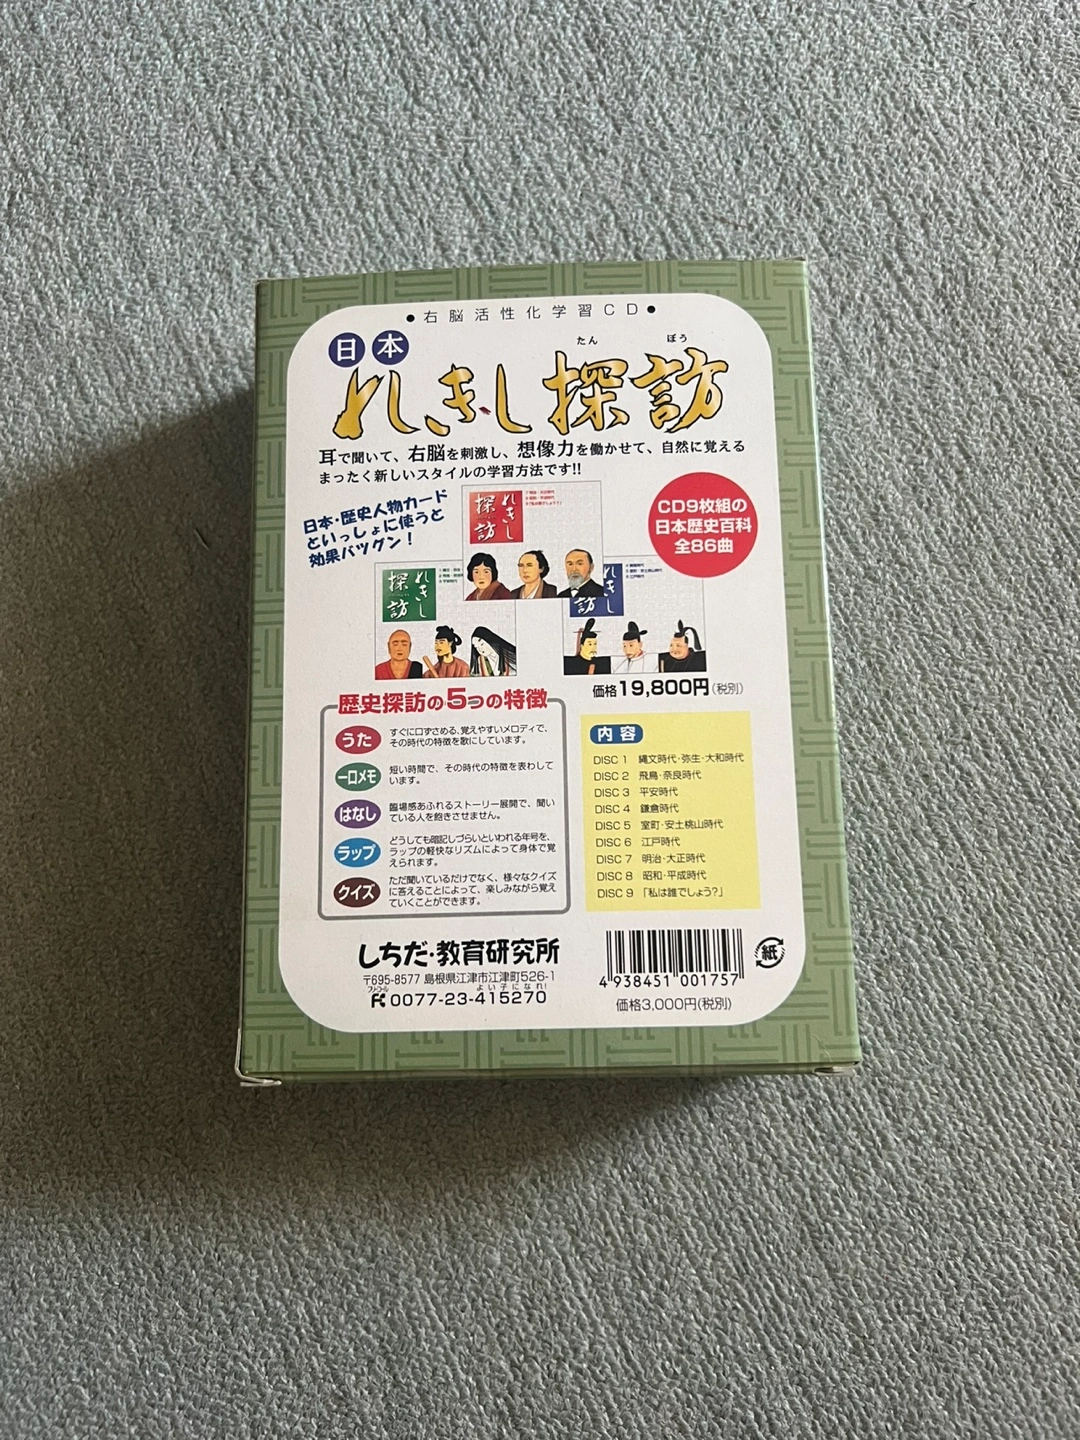 ●右脳活性化学習CD●
日本
たんぼう
れきし探訪
耳で聞いて、右脳を刺激し、想像力を働かせて、自然に覚える
まったく新しいスタイルの学習方法です!!
日本・歴史人物カード
といっしょに使うと
効果バツグン!
CD9枚組の
日本歴史百科
全86曲
れきし探訪
れきし探訪
れきし
訪
価格19,800円(税別)
歴史探訪の5つの特徴
うた
すぐに口ずさめる、覚えやすいメロディで、
その時代の特徴を歌にしています。
一口メモ
短い時間で、その時代の特徴を表わして
います。
はなし
臨場感あふれるストーリー展開で、聞い
ている人を飽きさせません。
ラップ
どうしても暗記しづらいといわれる年号を、
ラップの軽快なリズムによって身体で覚
えられます。
クイズ
ただ聞いているだけでなく、様々なクイズ
に答えることによって、楽しみながら覚え
ていくことができます。
内容
DISC 1 縄文時代・弥生・大和時代
DISC 2 飛鳥・奈良時代
DISC 3 平安時代
DISC 4 鎌倉時代
DISC 5 室町・安土桃山時代
DISC 6 江戸時代
DISC 7 明治・大正時代
DISC 8 昭和・平成時代
DISC 9 「私は誰でしょう?」
しちだ・教育研究所
〒695-8577 島根県江津市江津町526-1
フリーコール
よい子になれ!
0077-23-415270
4 938451 001757
価格3,000円(税別)
紙